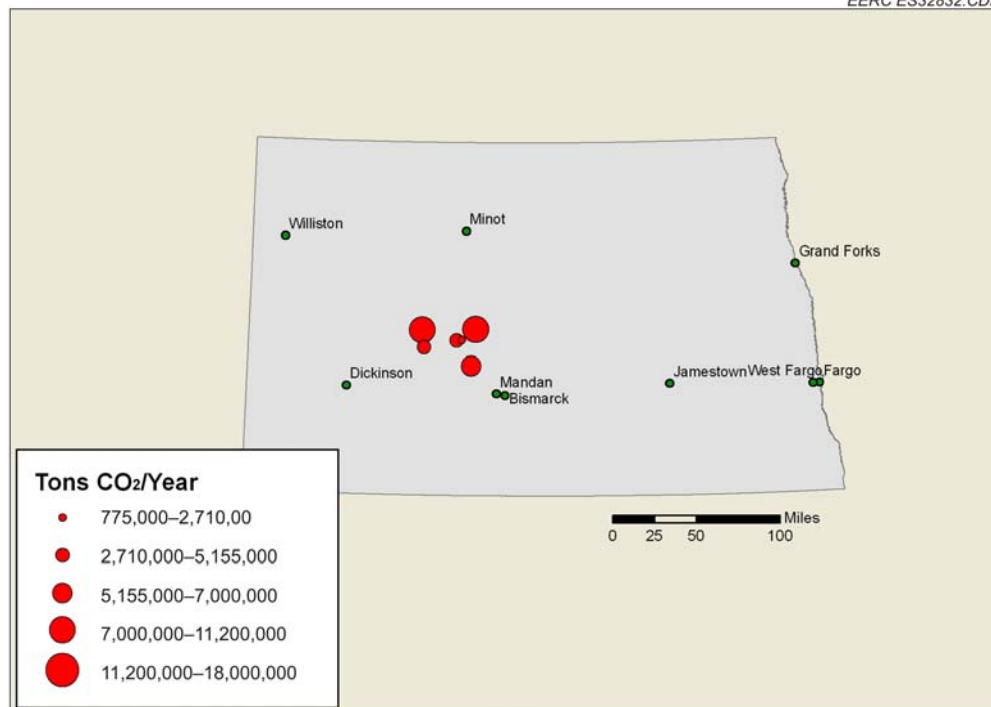 EERC ES32832.CD
Williston
Minot
Grand Forks
Dickinson
Mandan
Bismarck
Jamestown
West Fargo
Fargo
Tons CO₂/Year
775,000–2,710,00
2,710,000–5,155,000
5,155,000–7,000,000
7,000,000–11,200,000
11,200,000–18,000,000
Miles
0 25 50 100